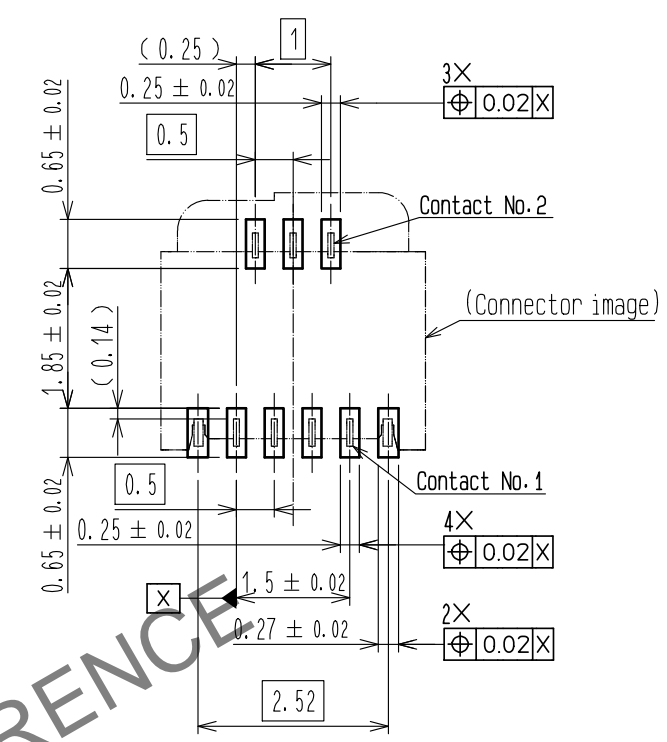 1
( 0.25 )
3X
0.25 ± 0.02
⌖ 0.02 X
0.65 ± 0.02
0.5
Contact No.2
(Connector image)
1.85 ± 0.02
( 0.14 )
Contact No.1
0.5
4X
0.25 ± 0.02
⌖ 0.02 X
0.65 ± 0.02
1.5 ± 0.02
X
2X
0.27 ± 0.02
⌖ 0.02 X
2.52
RENCE